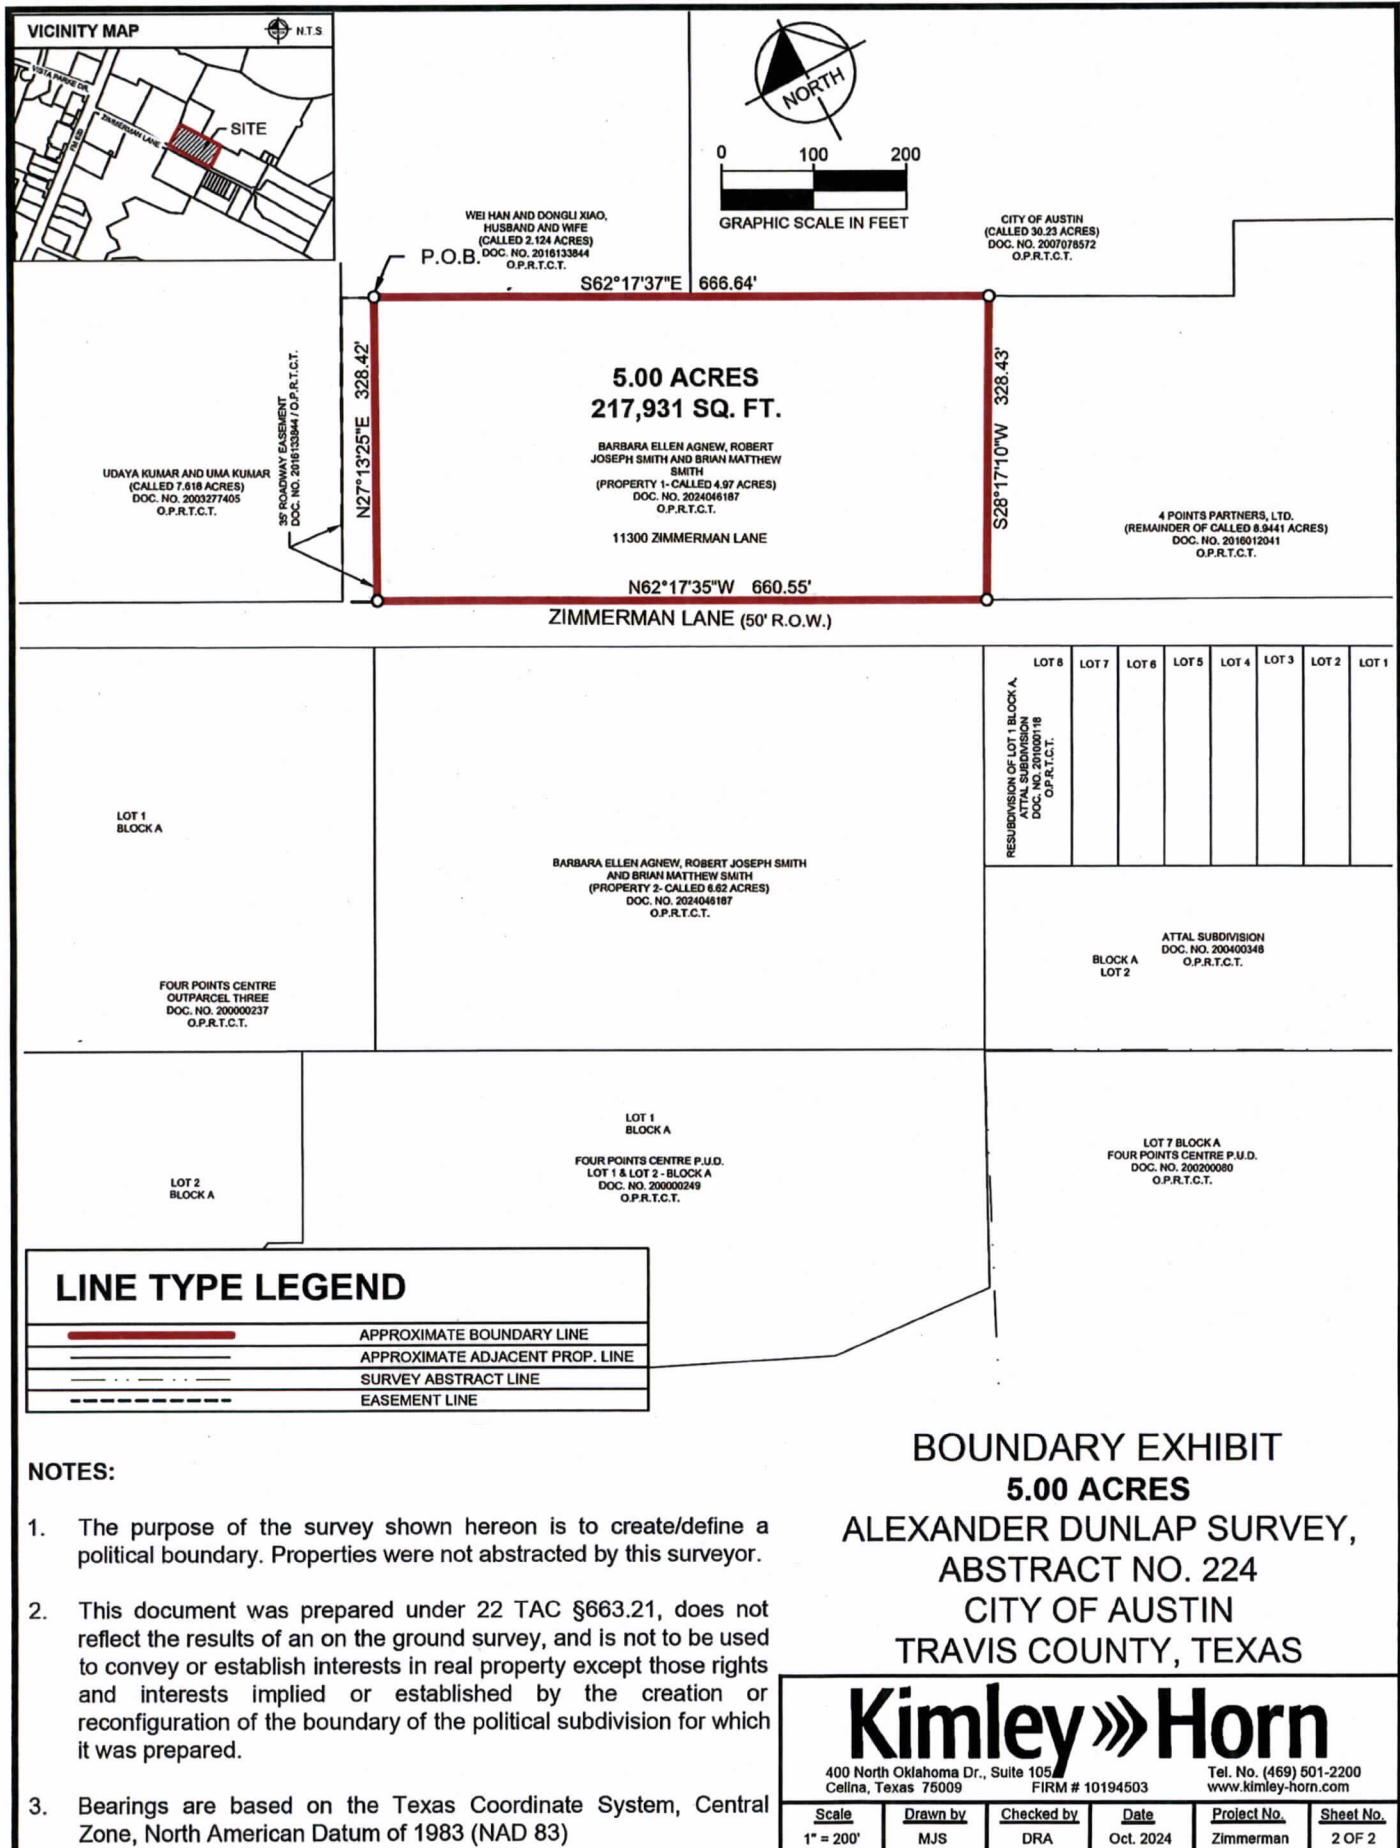 VICINITY MAP
N.T.S
VISTA PARKE DR.
ZIMMERMAN LANE
FM 620
SITE
NORTH
0 100 200
GRAPHIC SCALE IN FEET
WEI HAN AND DONGLI XIAO,
HUSBAND AND WIFE
(CALLED 2.124 ACRES)
DOC. NO. 2016133844
O.P.R.T.C.T.
CITY OF AUSTIN
(CALLED 30.23 ACRES)
DOC. NO. 2007078572
O.P.R.T.C.T.
P.O.B.
S62°17'37"E 666.64'
N27°13'25"E 328.42'
S28°17'10"W 328.43'
35' ROADWAY EASEMENT
DOC. NO. 2016133844 / O.P.R.T.C.T.
5.00 ACRES
217,931 SQ. FT.
BARBARA ELLEN AGNEW, ROBERT
JOSEPH SMITH AND BRIAN MATTHEW
SMITH
(PROPERTY 1- CALLED 4.97 ACRES)
DOC. NO. 2024046187
O.P.R.T.C.T.
11300 ZIMMERMAN LANE
UDAYA KUMAR AND UMA KUMAR
(CALLED 7.618 ACRES)
DOC. NO. 2003277405
O.P.R.T.C.T.
4 POINTS PARTNERS, LTD.
(REMAINDER OF CALLED 8.9441 ACRES)
DOC. NO. 2016012041
O.P.R.T.C.T.
N62°17'35"W 660.55'
ZIMMERMAN LANE (50' R.O.W.)
LOT 8 LOT 7 LOT 6 LOT 5 LOT 4 LOT 3 LOT 2 LOT 1
RESUBDIVISION OF LOT 1 BLOCK A,
ATTAL SUBDIVISION
DOC. NO. 201000118
O.P.R.T.C.T.
LOT 1
BLOCK A
BARBARA ELLEN AGNEW, ROBERT JOSEPH SMITH
AND BRIAN MATTHEW SMITH
(PROPERTY 2- CALLED 6.62 ACRES)
DOC. NO. 2024046187
O.P.R.T.C.T.
ATTAL SUBDIVISION
DOC. NO. 200400346
O.P.R.T.C.T.
BLOCK A
LOT 2
FOUR POINTS CENTRE
OUTPARCEL THREE
DOC. NO. 200000237
O.P.R.T.C.T.
LOT 1
BLOCK A
FOUR POINTS CENTRE P.U.D.
LOT 1 & LOT 2 - BLOCK A
DOC. NO. 200000249
O.P.R.T.C.T.
LOT 7 BLOCK A
FOUR POINTS CENTRE P.U.D.
DOC. NO. 200200080
O.P.R.T.C.T.
LOT 2
BLOCK A
LINE TYPE LEGEND
APPROXIMATE BOUNDARY LINE
APPROXIMATE ADJACENT PROP. LINE
SURVEY ABSTRACT LINE
EASEMENT LINE
NOTES:
1. The purpose of the survey shown hereon is to create/define a
political boundary. Properties were not abstracted by this surveyor.
2. This document was prepared under 22 TAC §663.21, does not
reflect the results of an on the ground survey, and is not to be used
to convey or establish interests in real property except those rights
and interests implied or established by the creation or
reconfiguration of the boundary of the political subdivision for which
it was prepared.
3. Bearings are based on the Texas Coordinate System, Central
Zone, North American Datum of 1983 (NAD 83)
BOUNDARY EXHIBIT
5.00 ACRES
ALEXANDER DUNLAP SURVEY,
ABSTRACT NO. 224
CITY OF AUSTIN
TRAVIS COUNTY, TEXAS
Kimley»Horn
400 North Oklahoma Dr., Suite 105
Celina, Texas 75009
FIRM # 10194503
Tel. No. (469) 501-2200
www.kimley-horn.com
Scale Drawn by Checked by Date Project No. Sheet No.
1" = 200' MJS DRA Oct. 2024 Zimmerman 2 OF 2